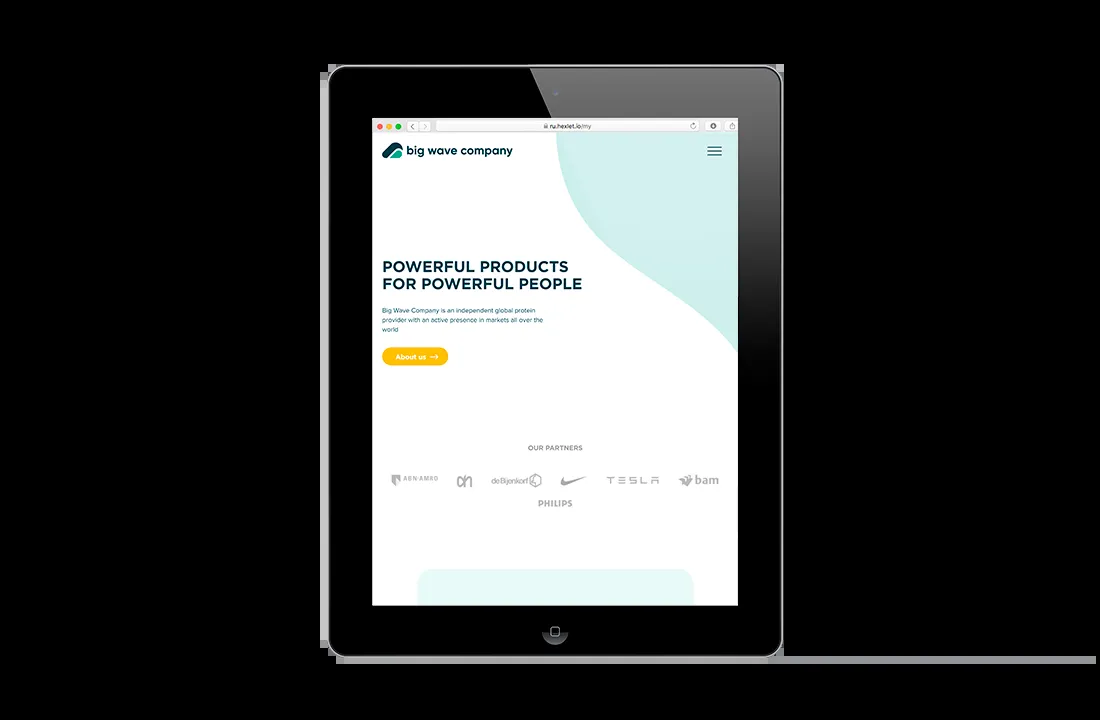 ru.hexlet.io/my
big wave company
POWERFUL PRODUCTS
FOR POWERFUL PEOPLE
Big Wave Company is an independent global protein
provider with an active presence in markets all over the
world
About us →
OUR PARTNERS
ABN·AMRO ah de Bijenkorf TESLA bam
PHILIPS